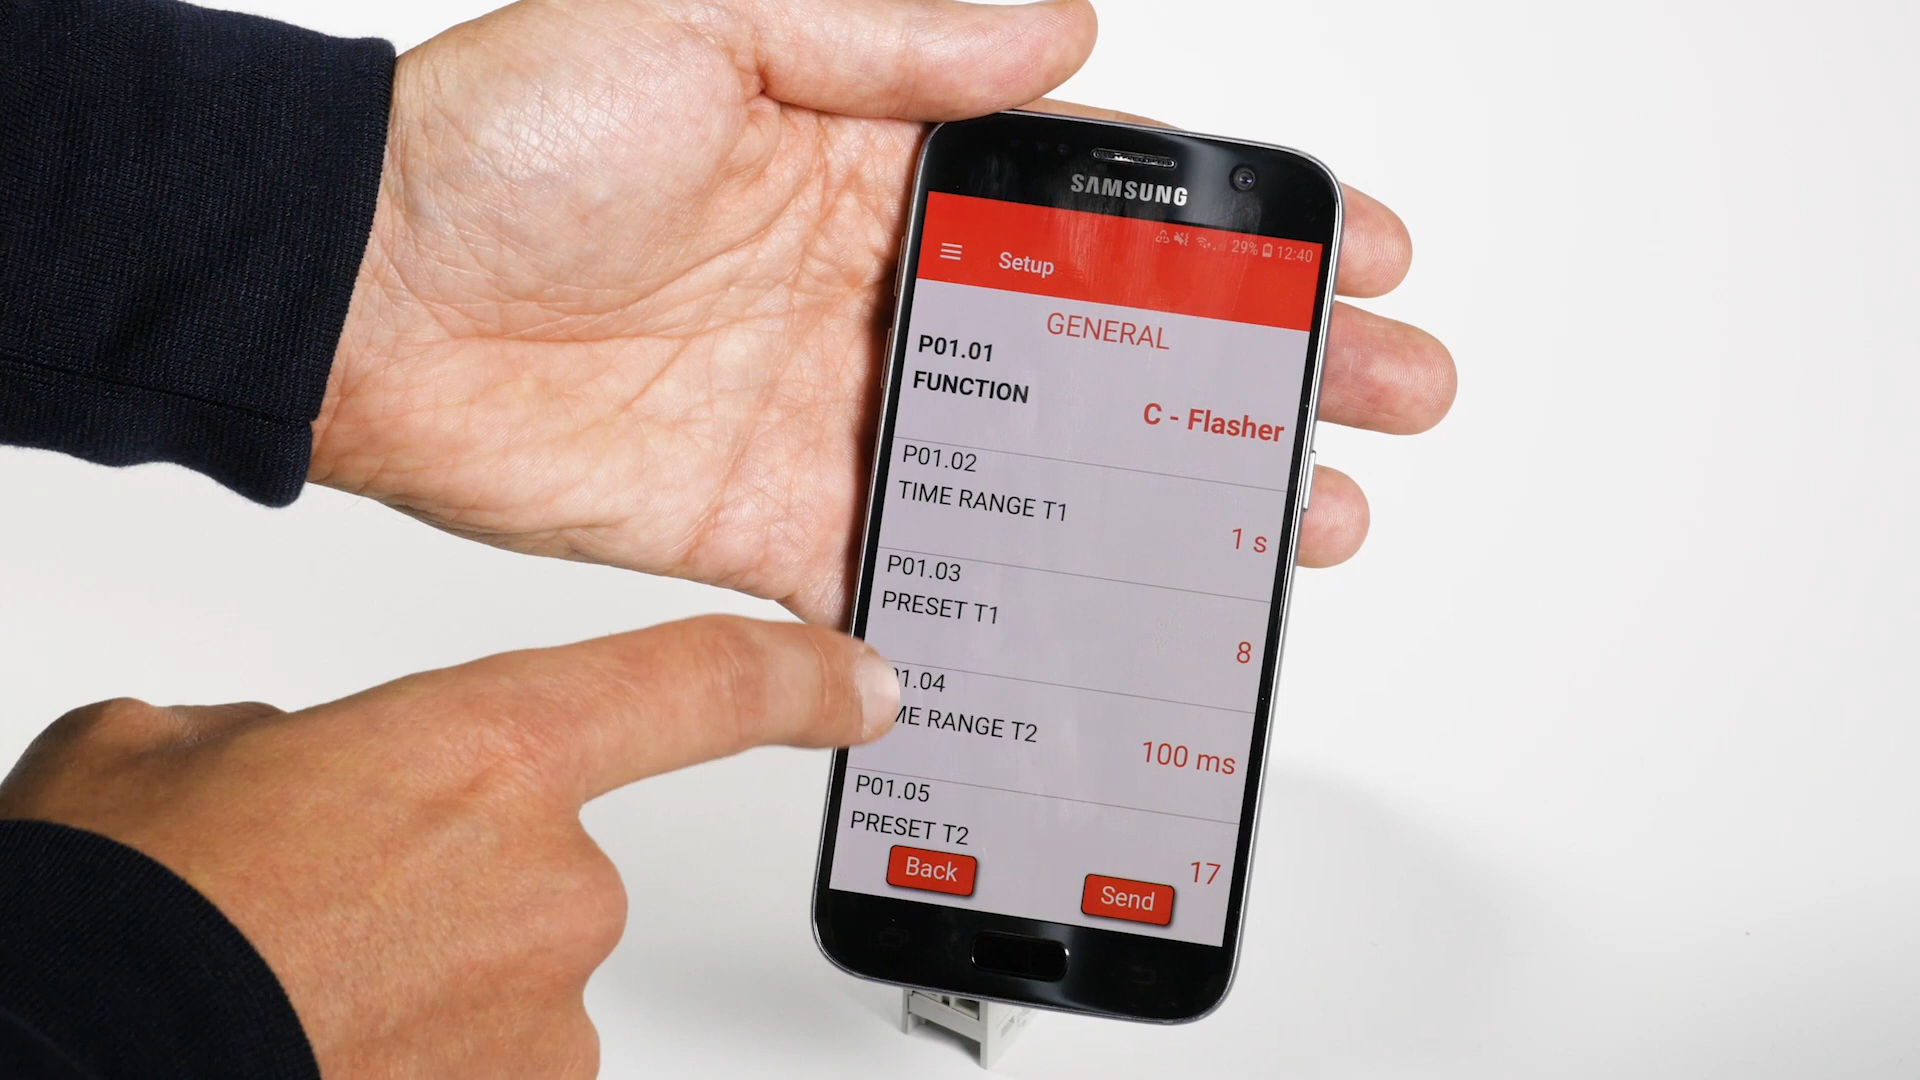 SAMSUNG
29% 12:40
Setup
GENERAL
P01.01
FUNCTION
C - Flasher
P01.02
TIME RANGE T1
1 s
P01.03
PRESET T1
8
1.04
RANGE T2
100 ms
P01.05
PRESET T2
17
Back
Send